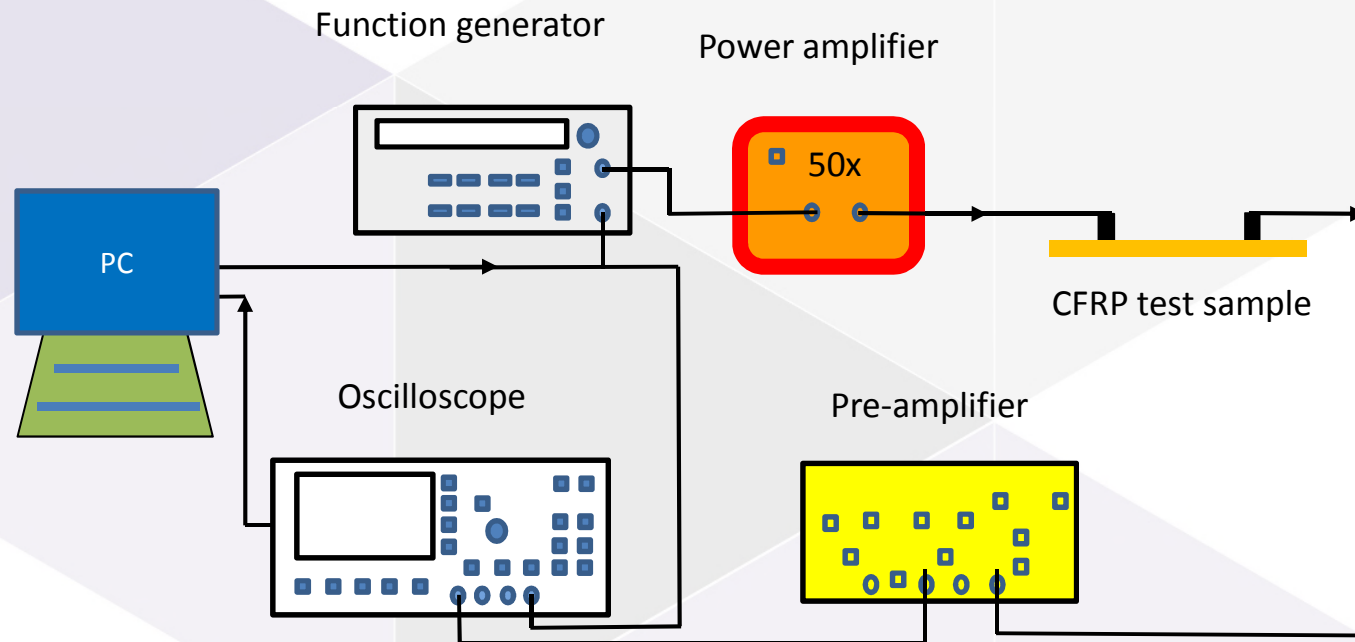 Function generator
Power amplifier
50x
PC
CFRP test sample
Oscilloscope
Pre-amplifier